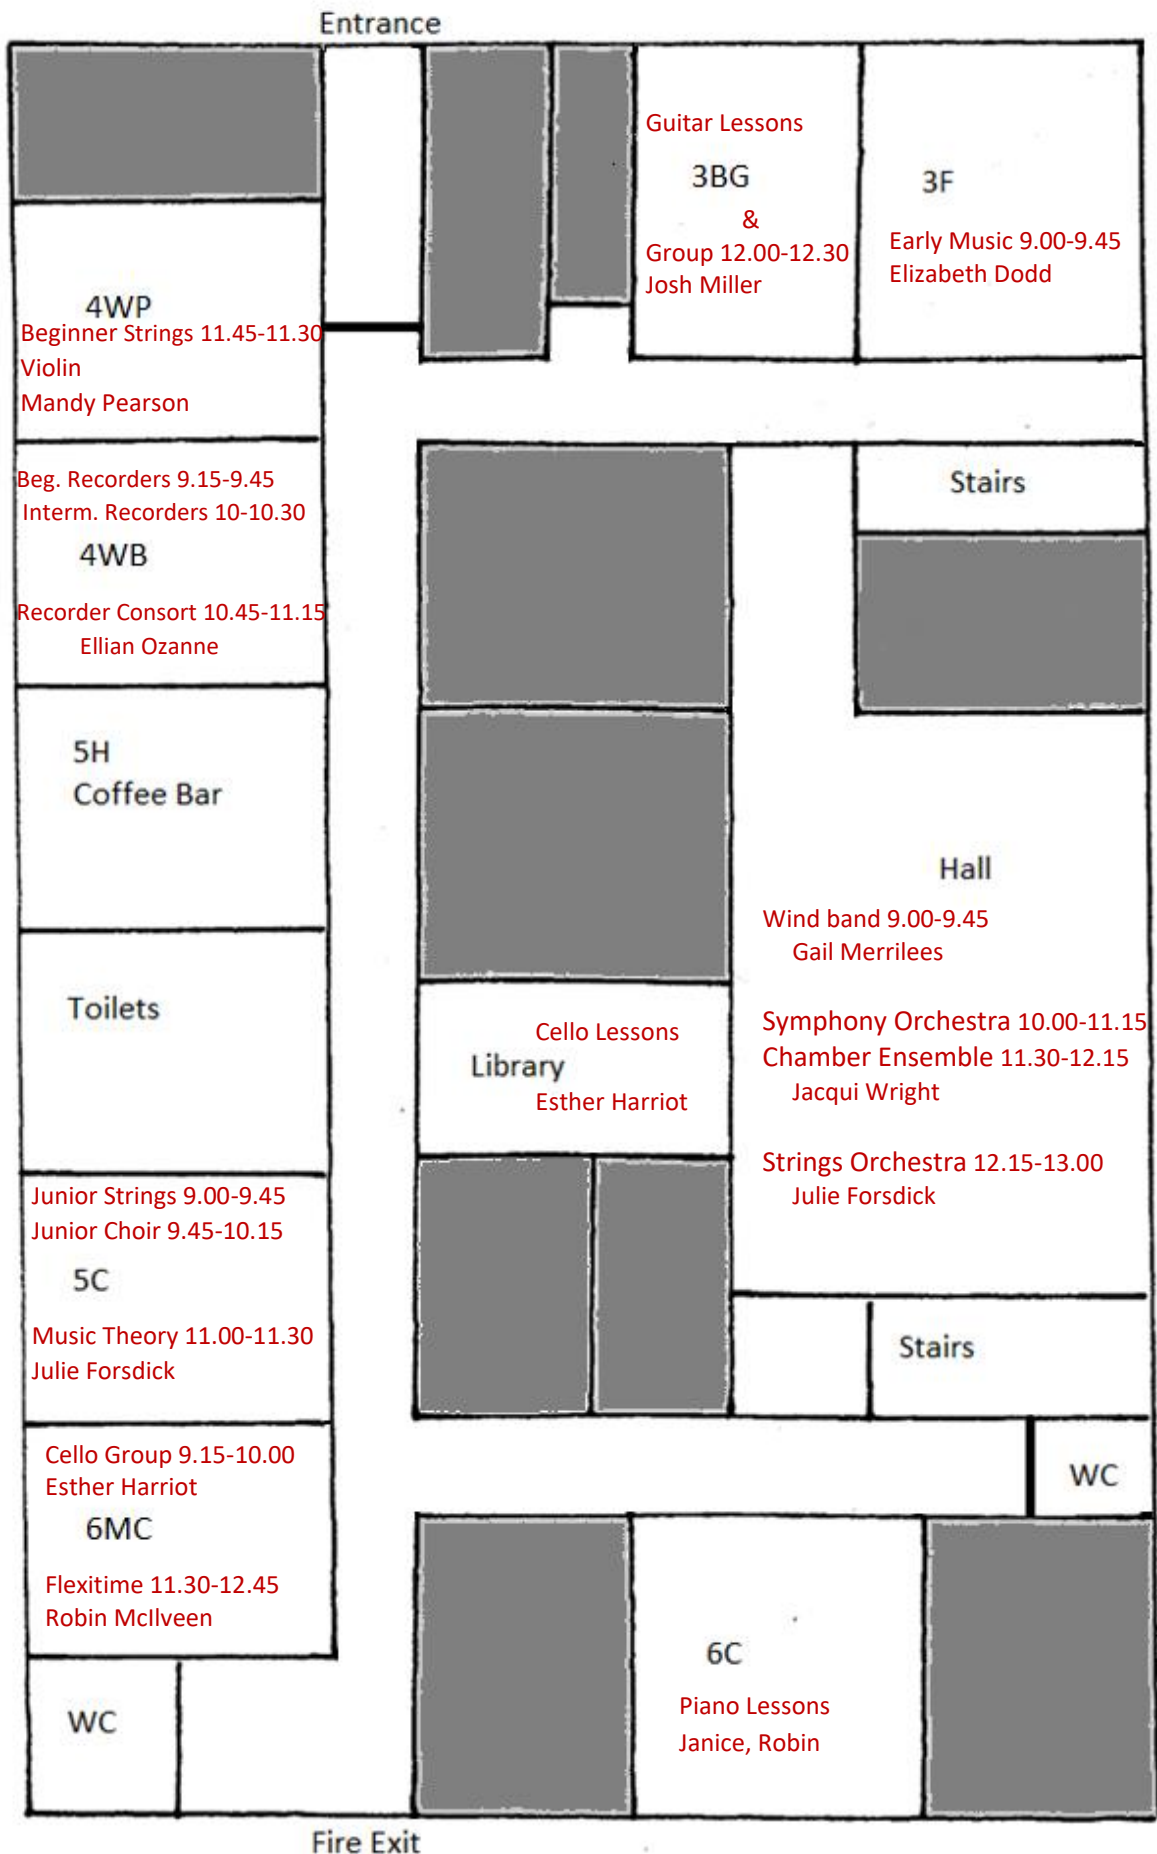 Entrance
Guitar Lessons
3BG
&
Group 12.00-12.30
Josh Miller
3F
Early Music 9.00-9.45
Elizabeth Dodd
4WP
Beginner Strings 11.45-11.30
Violin
Mandy Pearson
Beg. Recorders 9.15-9.45
Interm. Recorders 10-10.30
4WB
Recorder Consort 10.45-11.15
Ellian Ozanne
Stairs
5H
Coffee Bar
Hall
Wind band 9.00-9.45
Gail Merrilees
Symphony Orchestra 10.00-11.15
Chamber Ensemble 11.30-12.15
Jacqui Wright
Strings Orchestra 12.15-13.00
Julie Forsdick
Toilets
Cello Lessons
Library
Esther Harriot
Junior Strings 9.00-9.45
Junior Choir 9.45-10.15
5C
Music Theory 11.00-11.30
Julie Forsdick
Stairs
Cello Group 9.15-10.00
Esther Harriot
6MC
Flexitime 11.30-12.45
Robin McIlveen
WC
6C
Piano Lessons
Janice, Robin
WC
Fire Exit